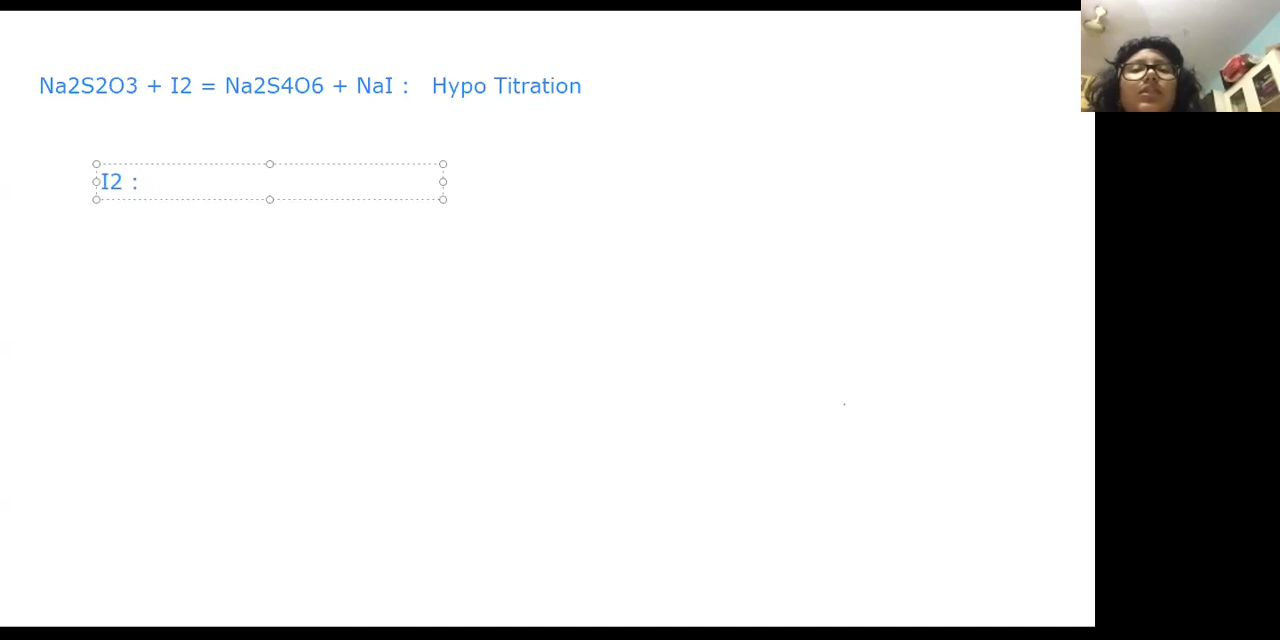 Na2S2O3 + I2 = Na2S4O6 + NaI :   Hypo Titration
I2 :